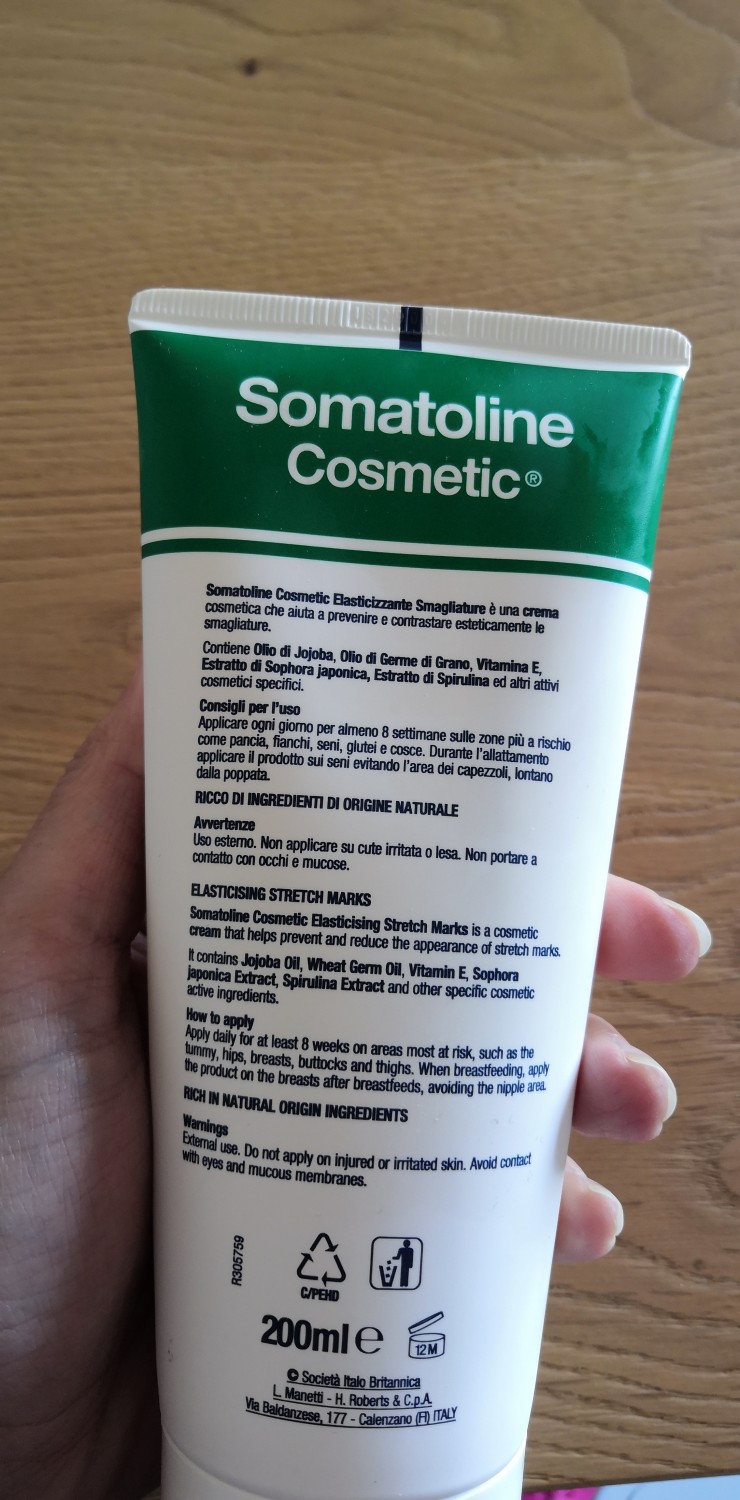 Somatoline
Cosmetic®
Somatoline Cosmetic Elasticizzante Smagliature è una crema
cosmetica che aiuta a prevenire e contrastare esteticamente le
smagliature.
Contiene Olio di Jojoba, Olio di Germe di Grano, Vitamina E,
Estratto di Sophora japonica, Estratto di Spirulina ed altri attivi
cosmetici specifici.
Consigli per l'uso
Applicare ogni giorno per almeno 8 settimane sulle zone più a rischio
come pancia, fianchi, seni, glutei e cosce. Durante l'allattamento
applicare il prodotto sui seni evitando l'area dei capezzoli, lontano
dalla poppata.
RICCO DI INGREDIENTI DI ORIGINE NATURALE
Avvertenze
Uso esterno. Non applicare su cute irritata o lesa. Non portare a
contatto con occhi e mucose.
ELASTICISING STRETCH MARKS
Somatoline Cosmetic Elasticising Stretch Marks is a cosmetic
cream that helps prevent and reduce the appearance of stretch marks.
It contains Jojoba Oil, Wheat Germ Oil, Vitamin E, Sophora
japonica Extract, Spirulina Extract and other specific cosmetic
active ingredients.
How to apply
Apply daily for at least 8 weeks on areas most at risk, such as the
tummy, hips, breasts, buttocks and thighs. When breastfeeding, apply
the product on the breasts after breastfeeds, avoiding the nipple area.
RICH IN NATURAL ORIGIN INGREDIENTS
Warnings
External use. Do not apply on injured or irritated skin. Avoid contact
with eyes and mucous membranes.
R305759
C/PEHD
200ml e
12M
© Società Italo Britannica
L. Manetti - H. Roberts & C.p.A.
Via Baldanzese, 177 - Calenzano (FI) ITALY